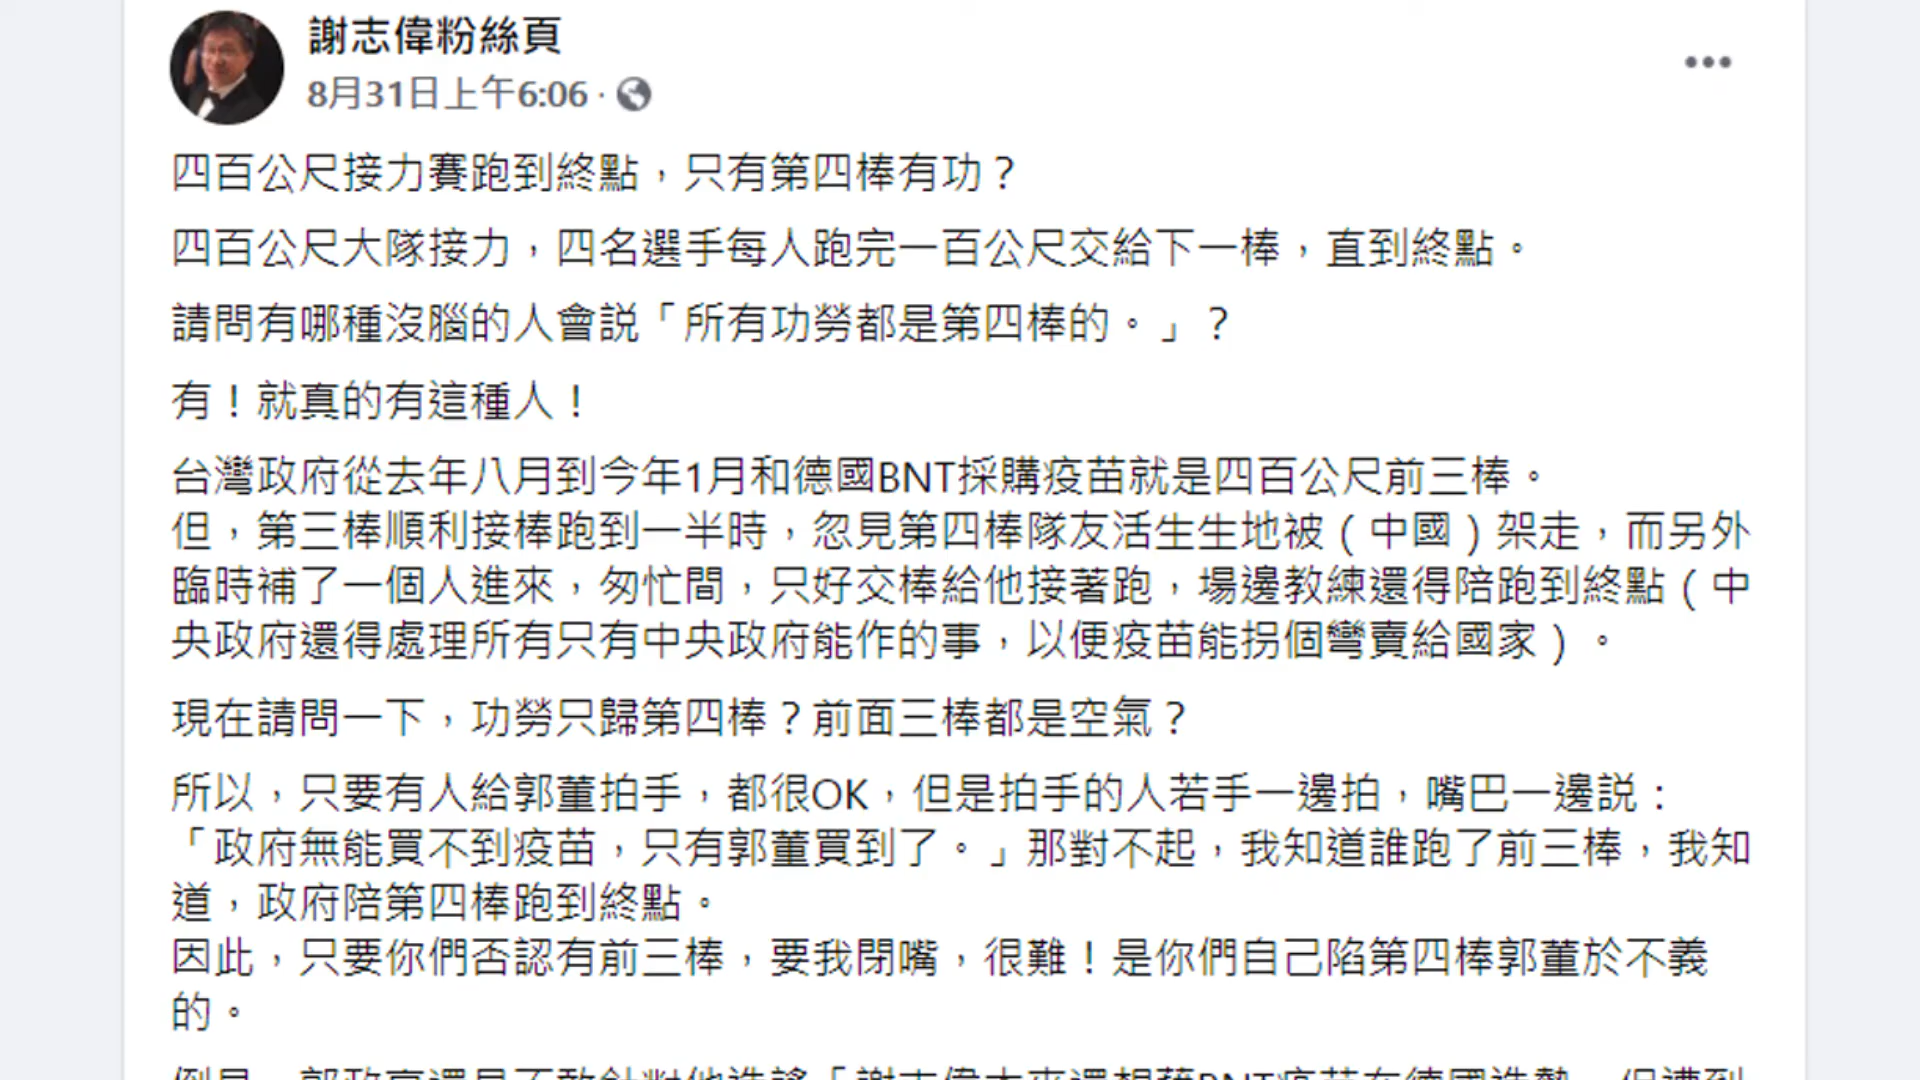 謝志偉粉絲頁
8月31日上午6:06 ·
四百公尺接力賽跑到終點，只有第四棒有功？
四百公尺大隊接力，四名選手每人跑完一百公尺交給下一棒，直到終點。
請問有哪種沒腦的人會説「所有功勞都是第四棒的。」？
有！就真的有這種人！
台灣政府從去年八月到今年1月和德國BNT採購疫苗就是四百公尺前三棒。
但，第三棒順利接棒跑到一半時，忽見第四棒隊友活生生地被（中國）架走，而另外
臨時補了一個人進來，匆忙間，只好交棒給他接著跑，場邊教練還得陪跑到終點（中
央政府還得處理所有只有中央政府能作的事，以便疫苗能拐個彎賣給國家）。
現在請問一下，功勞只歸第四棒？前面三棒都是空氣？
所以，只要有人給郭董拍手，都很OK，但是拍手的人若手一邊拍，嘴巴一邊説：
「政府無能買不到疫苗，只有郭董買到了。」那對不起，我知道誰跑了前三棒，我知
道，政府陪第四棒跑到終點。
因此，只要你們否認有前三棒，要我閉嘴，很難！是你們自己陷第四棒郭董於不義
的。